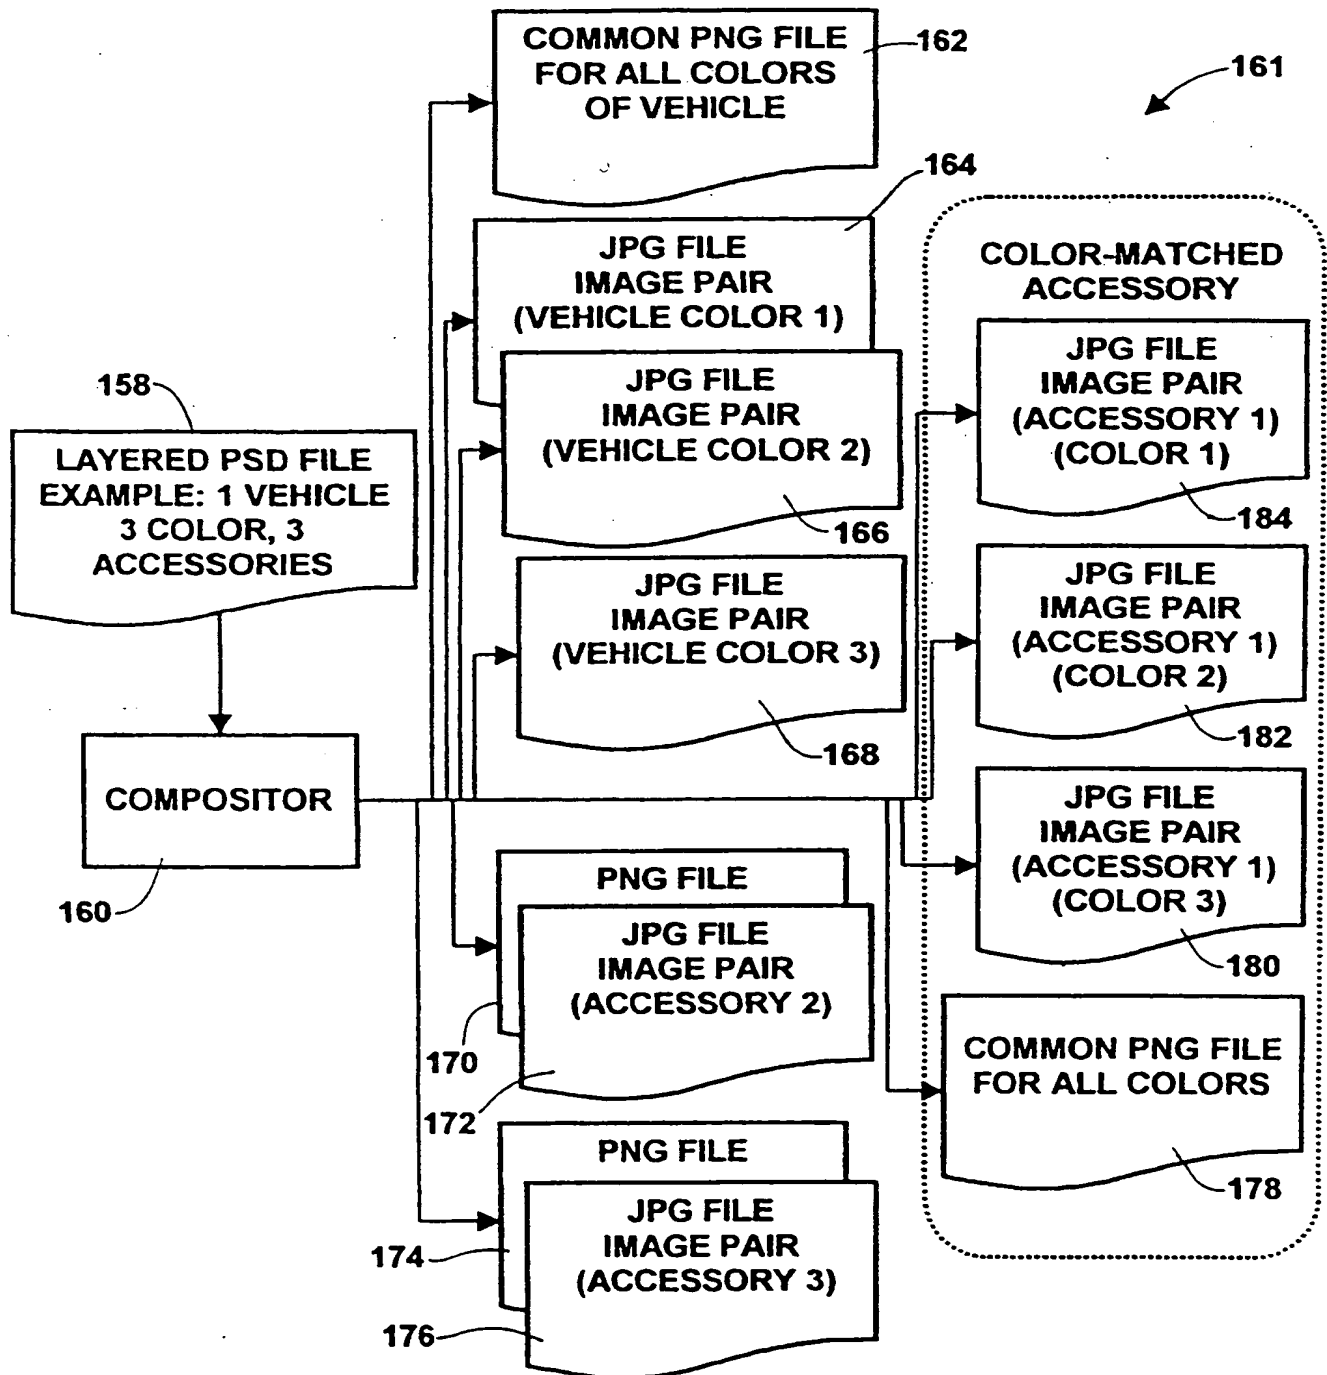 COMMON PNG FILE
FOR ALL COLORS
OF VEHICLE
162
161
JPG FILE
IMAGE PAIR
(VEHICLE COLOR 1)
164
JPG FILE
IMAGE PAIR
(VEHICLE COLOR 2)
166
JPG FILE
IMAGE PAIR
(VEHICLE COLOR 3)
168
158
LAYERED PSD FILE
EXAMPLE: 1 VEHICLE
3 COLOR, 3
ACCESSORIES
COMPOSITOR
160
PNG FILE
170
JPG FILE
IMAGE PAIR
(ACCESSORY 2)
172
PNG FILE
174
JPG FILE
IMAGE PAIR
(ACCESSORY 3)
176
COLOR-MATCHED
ACCESSORY
JPG FILE
IMAGE PAIR
(ACCESSORY 1)
(COLOR 1)
184
JPG FILE
IMAGE PAIR
(ACCESSORY 1)
(COLOR 2)
182
JPG FILE
IMAGE PAIR
(ACCESSORY 1)
(COLOR 3)
180
COMMON PNG FILE
FOR ALL COLORS
178